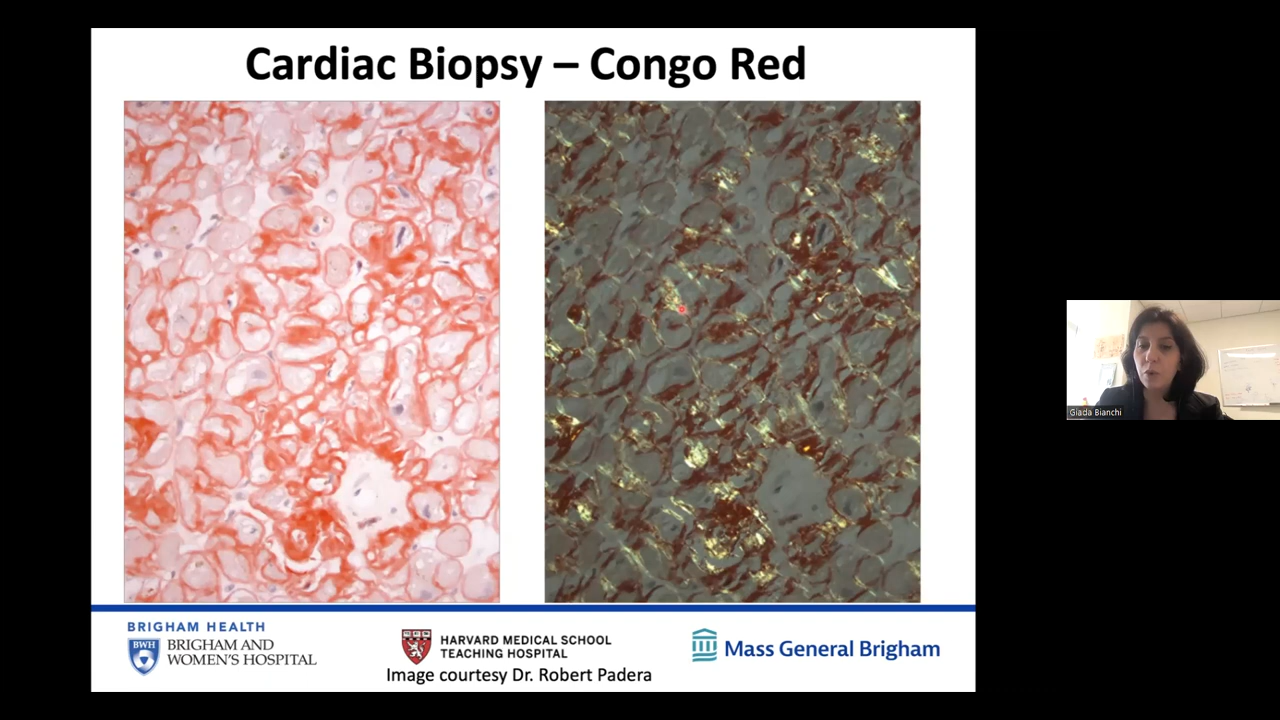 Cardiac Biopsy – Congo Red
BRIGHAM HEALTH
BWH
BRIGHAM AND
WOMEN'S HOSPITAL
HARVARD MEDICAL SCHOOL
TEACHING HOSPITAL
Mass General Brigham
Image courtesy Dr. Robert Padera
Giada Bianchi